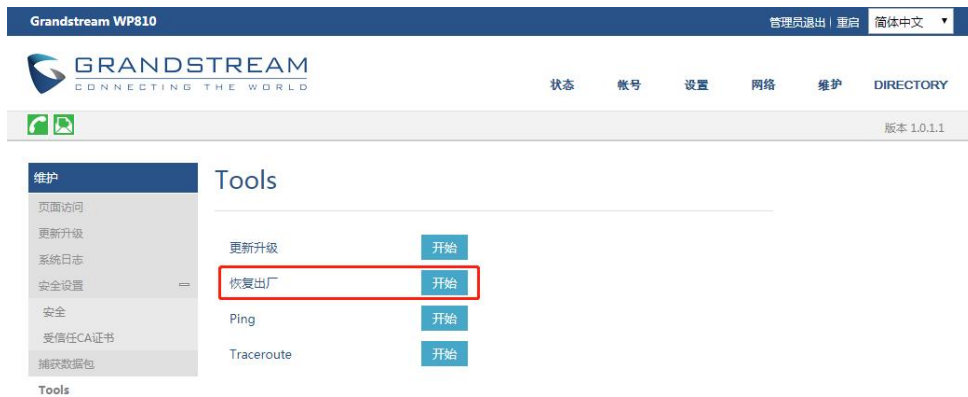 Grandstream WP810
管理员退出 | 重启 简体中文
GRANDSTREAM
CONNECTING THE WORLD
状态 帐号 设置 网络 维护 DIRECTORY
版本 1.0.1.1
维护
页面访问
更新升级
系统日志
安全设置
安全
受信任CA证书
捕获数据包
Tools
Tools
更新升级 开始
恢复出厂 开始
Ping 开始
Traceroute 开始